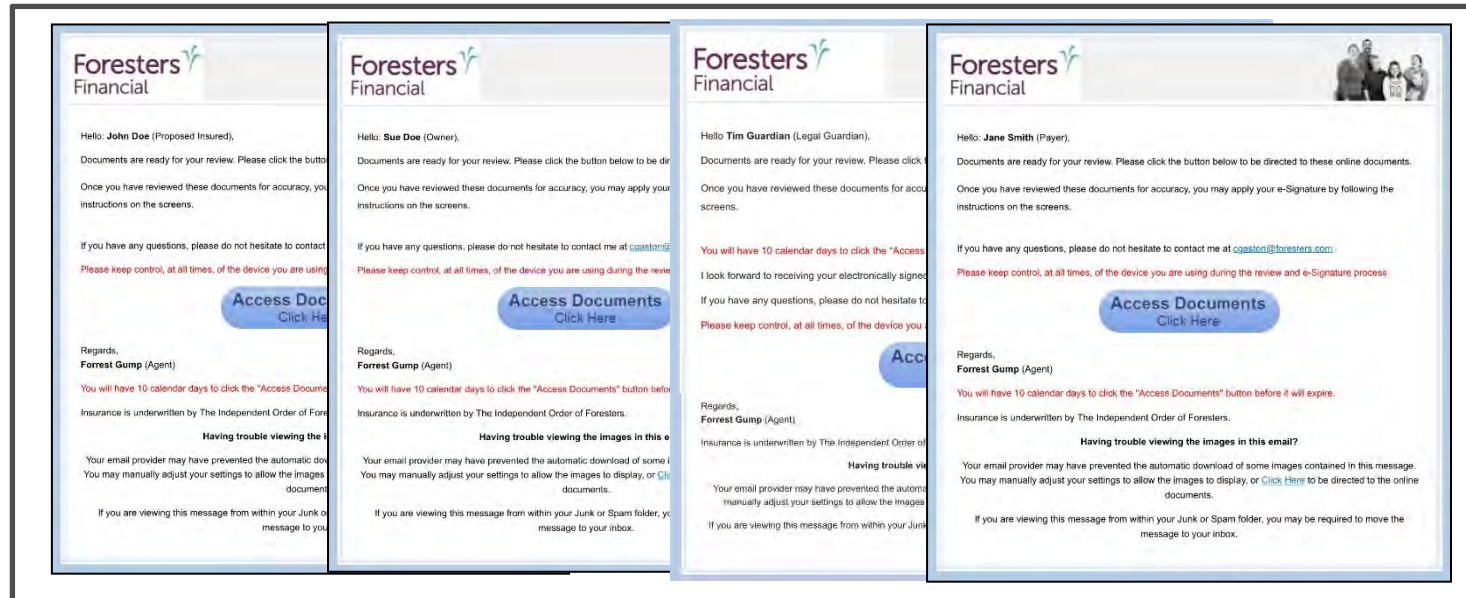 Foresters
Financial
Hello: John Doe (Proposed Insured),
Documents are ready for your review. Please click the
Once you have reviewed these documents for accuracy,
instructions on the screens.
If you have any questions, please do not hesitate to contact
Please keep control, at all times, of the device you are using
Access
Click
Regards,
Forrest Gump (Agent)
You will have 10 calendar days to click the "Access
Insurance is underwritten by The Independent Order of
Having trouble viewing the
Your email provider may have prevented the automatic
You may manually adjust your settings to allow the images
If you are viewing this message from within your Junk
message to
Foresters
Financial
Hello: Sue Doe (Owner),
Documents are ready for your review. Please click the button below to be
Once you have reviewed these documents for accuracy, you may apply your
instructions on the screens.
If you have any questions, please do not hesitate to contact me at
Please keep control, at all times, of the device you are using during the
Access Documents
Click Here
Regards,
Forrest Gump (Agent)
You will have 10 calendar days to click the "Access Documents" button
Insurance is underwritten by The Independent Order of Foresters.
Having trouble viewing the images in this
Your email provider may have prevented the automatic download of some
You may manually adjust your settings to allow the images to display, or
documents.
If you are viewing this message from within your Junk or Spam folder,
message to your inbox.
Foresters
Financial
Hello Tim Guardian (Legal Guardian),
Documents are ready for your review. Please click
Once you have reviewed these documents for
screens.
You will have 10 calendar days to click the "Access
I look forward to receiving your electronically signed
If you have any questions, please do not hesitate to
Please keep control, at all times, of the device you
Regards,
Forrest Gump (Agent)
Insurance is underwritten by The Independent Order of
Having trouble
Your email provider may have prevented the
manually adjust your settings to allow the images
If you are viewing this message from within your Junk
Foresters
Financial
Hello: Jane Smith (Payer),
Documents are ready for your review. Please click the button below to be directed to these online documents.
Once you have reviewed these documents for accuracy, you may apply your e-Signature by following the
instructions on the screens.
If you have any questions, please do not hesitate to contact me at cgaston@foresters.com
Please keep control, at all times, of the device you are using during the review and e-Signature process
Access Documents
Click Here
Regards,
Forrest Gump (Agent)
You will have 10 calendar days to click the "Access Documents" button before it will expire.
Insurance is underwritten by The Independent Order of Foresters.
Having trouble viewing the images in this email?
Your email provider may have prevented the automatic download of some images contained in this message.
You may manually adjust your settings to allow the images to display, or Click Here to be directed to the online
documents.
If you are viewing this message from within your Junk or Spam folder, you may be required to move the
message to your inbox.